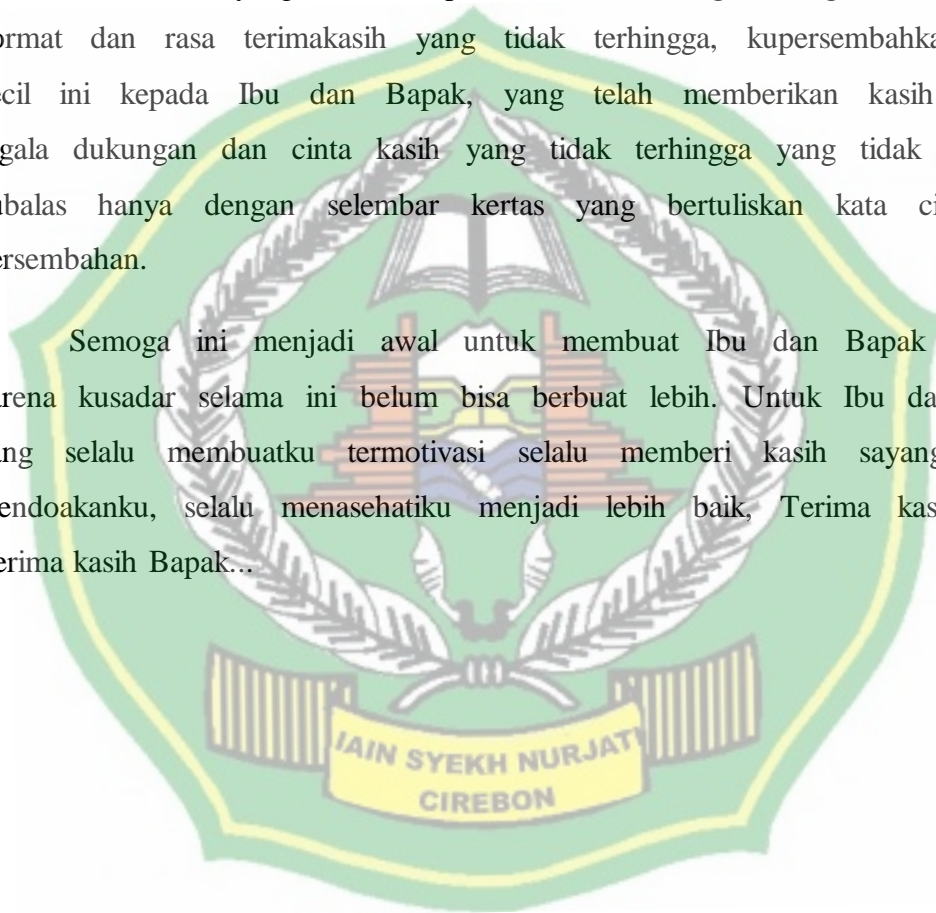 ormat dan rasa terimakasih yang tidak terhingga, kupersembahka
ecil ini kepada Ibu dan Bapak, yang telah memberikan kasih
gala dukungan dan cinta kasih yang tidak terhingga yang tidak
balas hanya dengan selembar kertas yang bertuliskan kata ci
ersembahan.
Semoga ini menjadi awal untuk membuat Ibu dan Bapak
arena kusadar selama ini belum bisa berbuat lebih. Untuk Ibu da
ang selalu membuatku termotivasi selalu memberi kasih sayang
endoakanku, selalu menasehatiku menjadi lebih baik, Terima kas
erima kasih Bapak...
IAIN SYEKH NURJATI
CIREBON